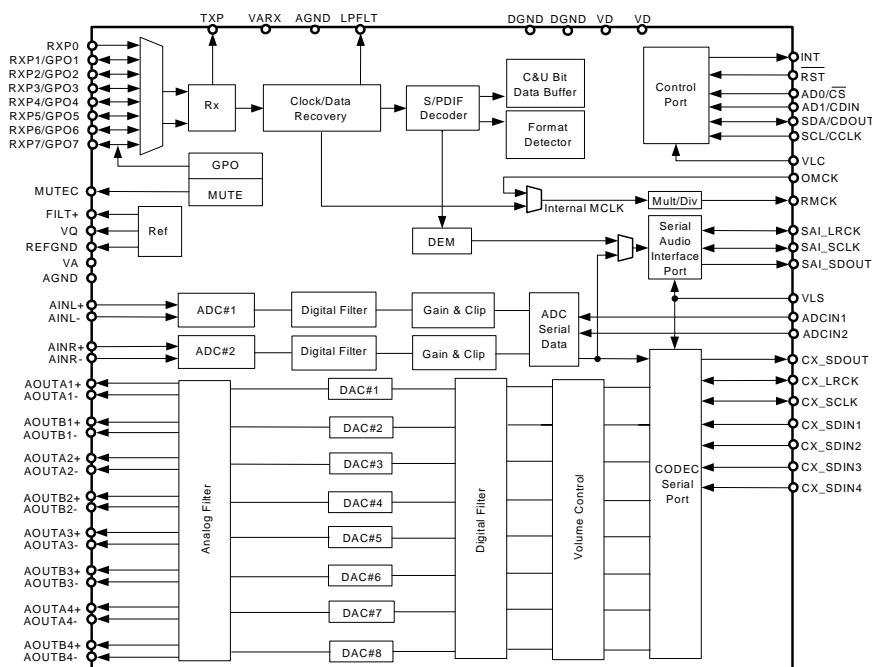 TXP VARX AGND LPFLT DGND DGND VD VD
RXP0
RXP1/GPO1
RXP2/GPO2
RXP3/GPO3
RXP4/GPO4
RXP5/GPO5
RXP6/GPO6
RXP7/GPO7
MUTEC
FILT+
VQ
REFGND
VA
AGND
AINL+
AINL-
AINR+
AINR-
AOUTA1+
AOUTA1-
AOUTB1+
AOUTB1-
AOUTA2+
AOUTA2-
AOUTB2+
AOUTB2-
AOUTA3+
AOUTA3-
AOUTB3+
AOUTB3-
AOUTA4+
AOUTA4-
AOUTB4+
AOUTB4-
Rx
Clock/Data
Recovery
S/PDIF
Decoder
C&U Bit
Data Buffer
Format
Detector
Control
Port
GPO
MUTE
Ref
Internal MCLK
Mult/Div
DEM
Serial
Audio
Interface
Port
ADC#1
Digital Filter
Gain & Clip
ADC
Serial
Data
ADC#2
Digital Filter
Gain & Clip
Analog Filter
DAC#1
DAC#2
DAC#3
DAC#4
DAC#5
DAC#6
DAC#7
DAC#8
Digital Filter
Volume Control
CODEC
Serial
Port
INT
RST
AD0/CS
AD1/CDIN
SDA/CDOUT
SCL/CCLK
VLC
OMCK
RMCK
SAI_LRCK
SAI_SCLK
SAI_SDOUT
VLS
ADCIN1
ADCIN2
CX_SDOUT
CX_LRCK
CX_SCLK
CX_SDIN1
CX_SDIN2
CX_SDIN3
CX_SDIN4